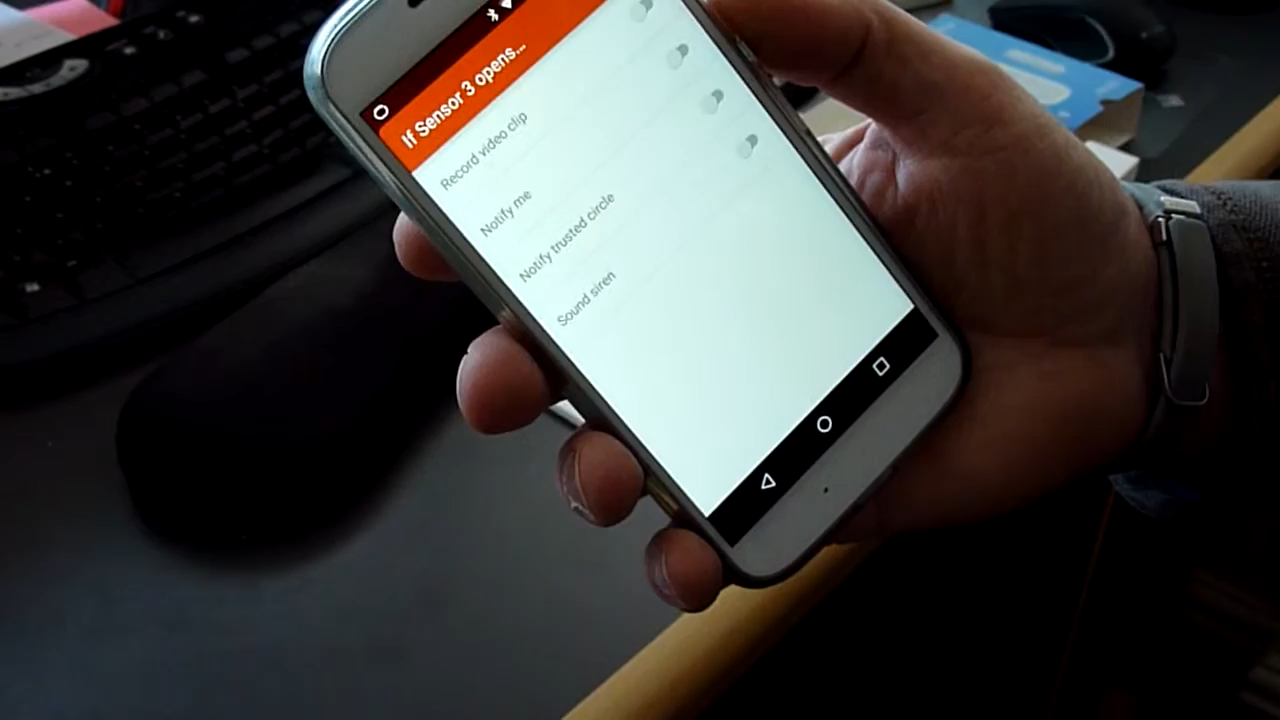 If Sensor 3 opens...
Record video clip
Notify me
Notify trusted circle
Sound siren